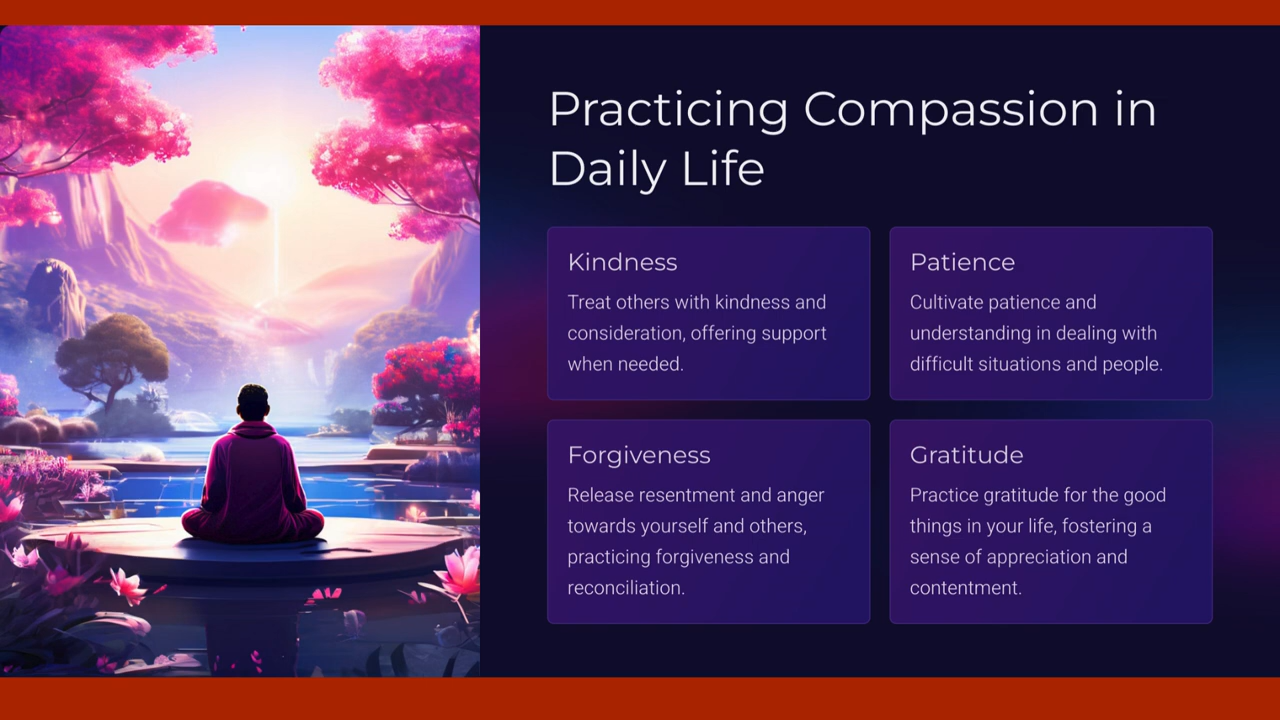 Practicing Compassion in
Daily Life
Kindness
Treat others with kindness and
consideration, offering support
when needed.
Patience
Cultivate patience and
understanding in dealing with
difficult situations and people.
Forgiveness
Release resentment and anger
towards yourself and others,
practicing forgiveness and
reconciliation.
Gratitude
Practice gratitude for the good
things in your life, fostering a
sense of appreciation and
contentment.